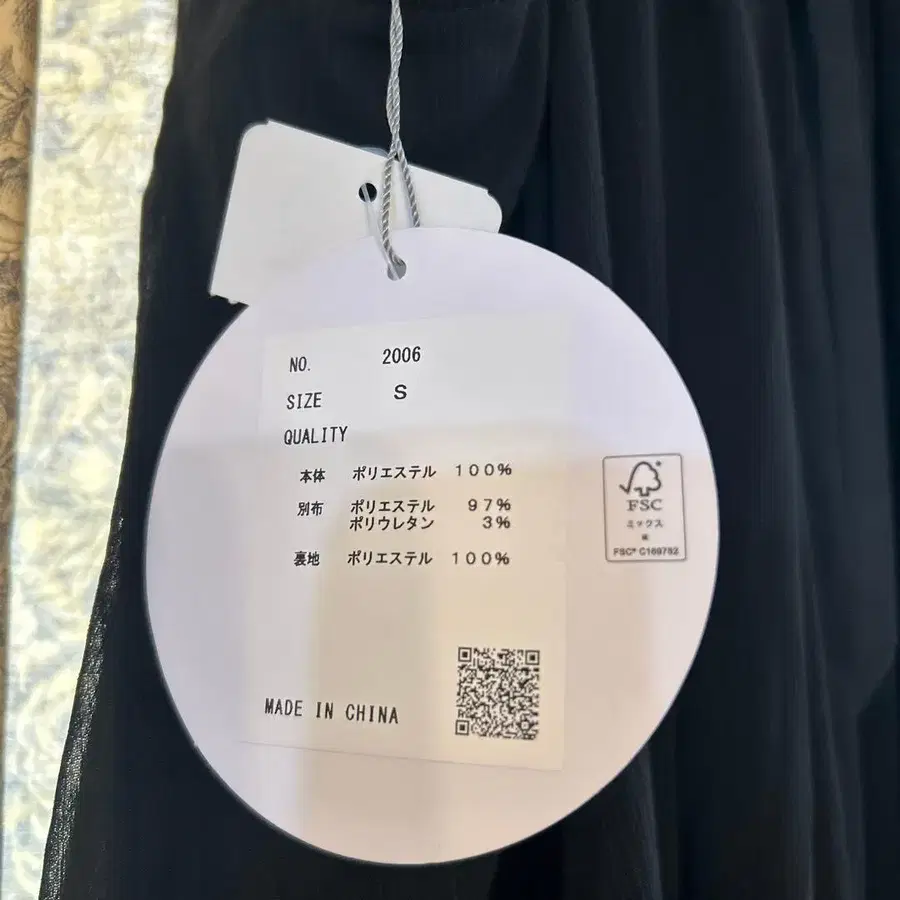 NO. 2006
SIZE S
QUALITY
本体 ポリエステル 100%
別布 ポリエステル 97%
ポリウレタン 3%
裏地 ポリエステル 100%
FSC
ミックス
FSC® C169782
MADE IN CHINA